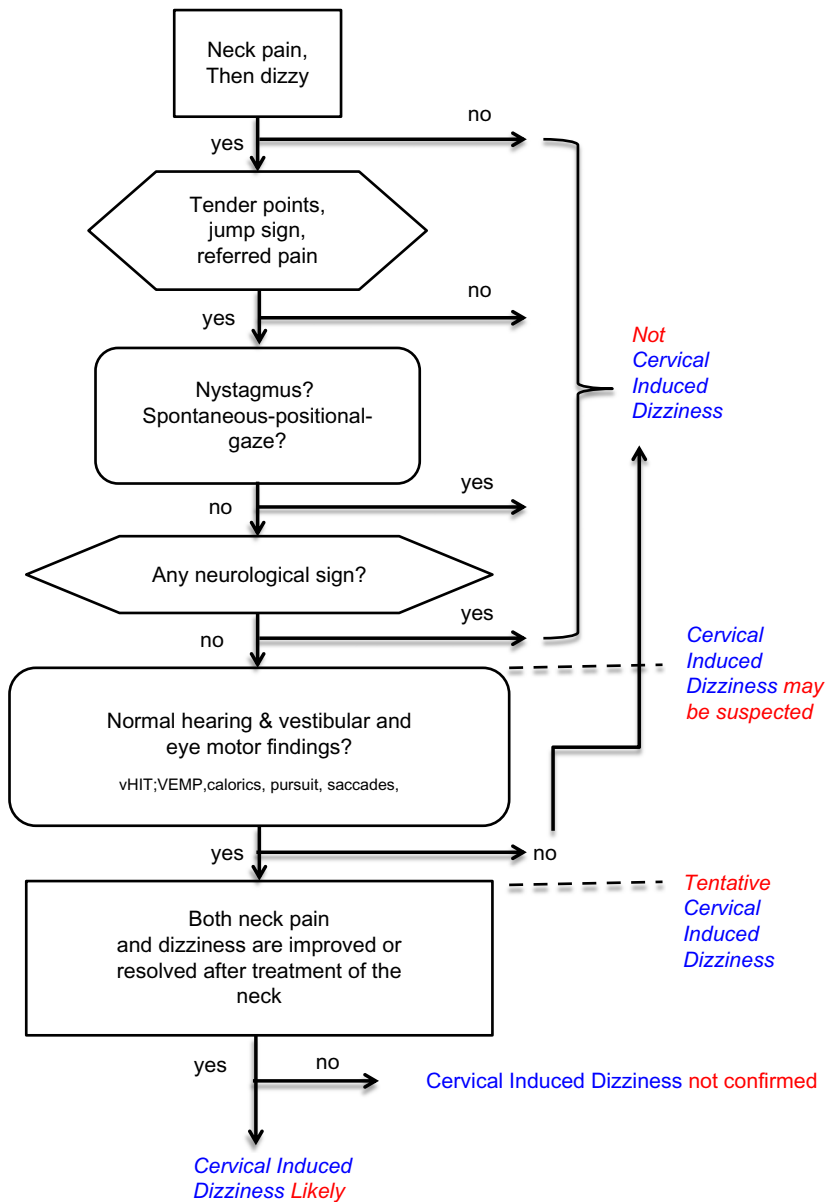 Neck pain,
Then dizzy
no
yes
Tender points,
jump sign,
referred pain
no
yes
Not
Cervical
Induced
Dizziness
Nystagmus?
Spontaneous-positional-
gaze?
yes
no
Any neurological sign?
yes
no
Cervical
Induced
Dizziness may
be suspected
Normal hearing & vestibular and
eye motor findings?
vHIT;VEMP,calorics, pursuit, saccades,
yes
no
Tentative
Cervical
Induced
Dizziness
Both neck pain
and dizziness are improved or
resolved after treatment of the
neck
yes
no
Cervical Induced Dizziness not confirmed
Cervical Induced
Dizziness Likely